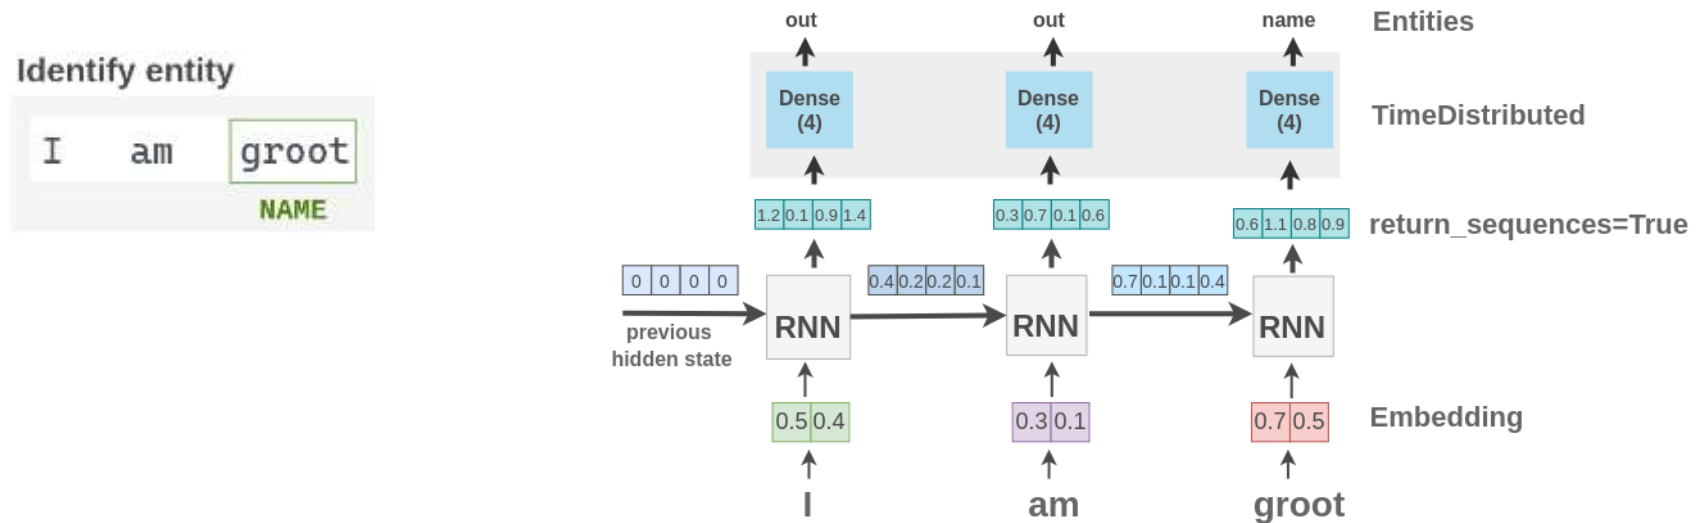 Identify entity
I am groot
NAME
out out name Entities
Dense (4) Dense (4) Dense (4) TimeDistributed
1.2 0.1 0.9 1.4 0.3 0.7 0.1 0.6 0.6 1.1 0.8 0.9 return_sequences=True
0 0 0 0 0.4 0.2 0.2 0.1 0.7 0.1 0.1 0.4
RNN RNN RNN
previous
hidden state
0.5 0.4 0.3 0.1 0.7 0.5 Embedding
I am groot